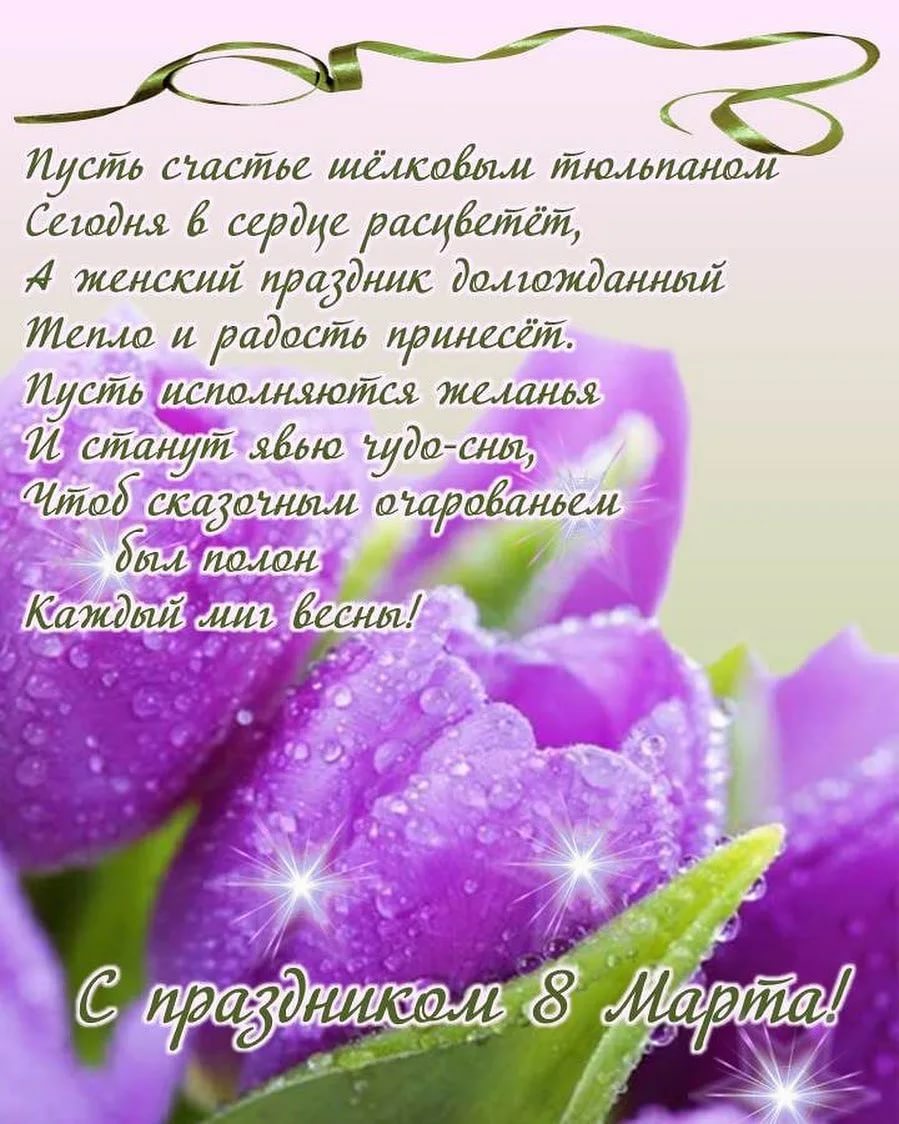 Пусть счастье шёлковым тюльпаном
Сегодня в сердце расцветёт,
А женский праздник долгожданный
Тепло и радость принесёт.
Пусть исполняются желанья
И станут явью чудо-сны,
Чтоб сказочным очарованьем
был полон
Каждый миг весны!
С праздником 8 Марта!